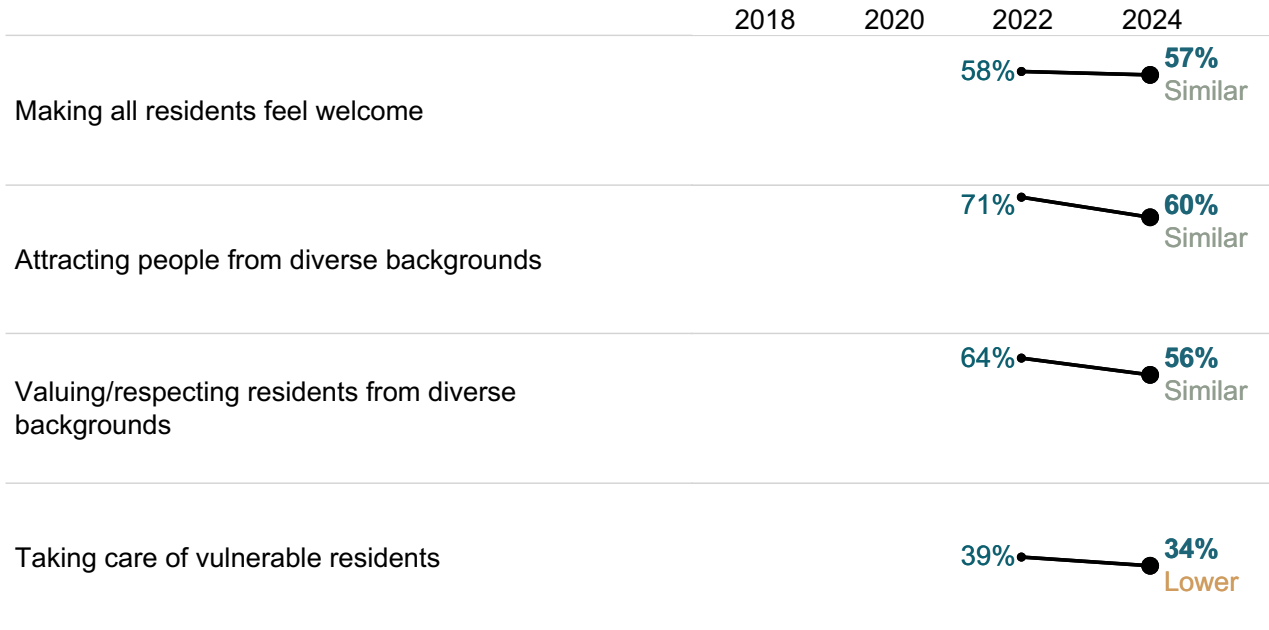 2018 2020 2022 2024
Making all residents feel welcome
58%
57%
Similar
Attracting people from diverse backgrounds
71%
60%
Similar
Valuing/respecting residents from diverse
backgrounds
64%
56%
Similar
Taking care of vulnerable residents
39%
34%
Lower